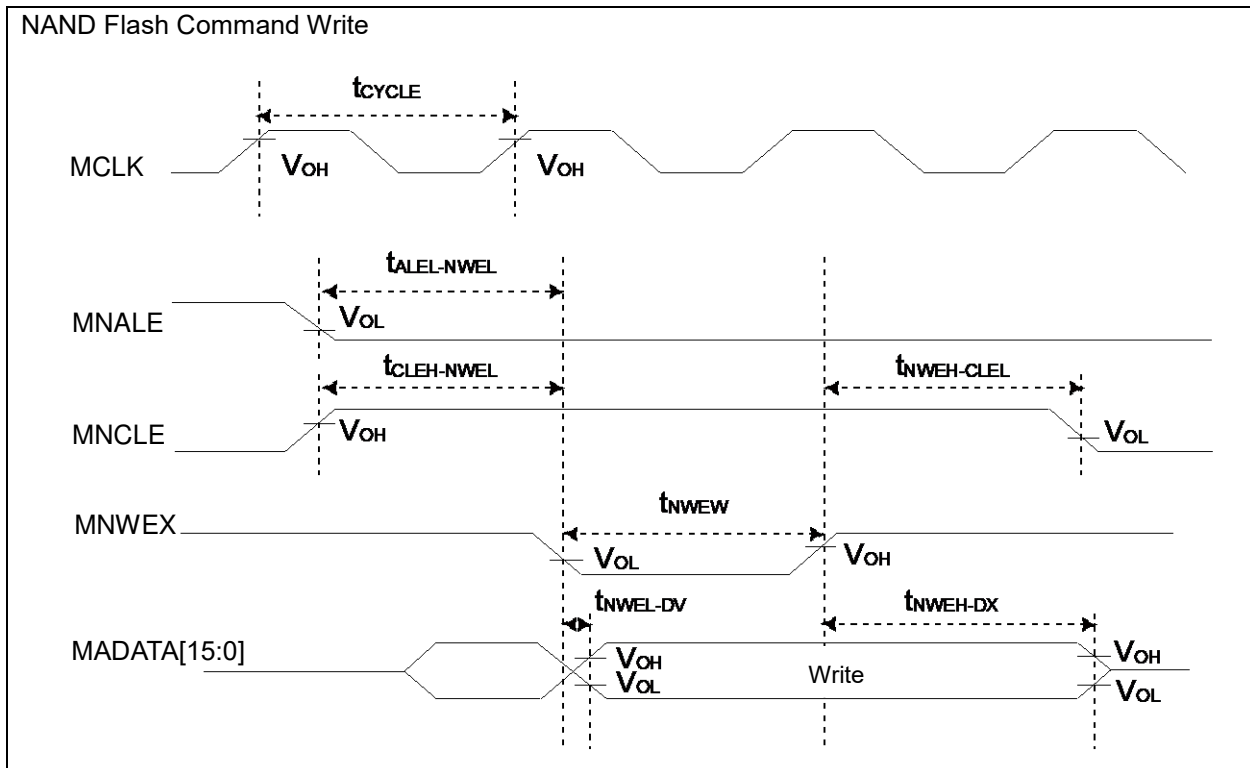 NAND Flash Command Write
tCYCLE
MCLK
VOH
VOH
tALEL-NWEL
MNALE
VOL
tCLEH-NWEL
tNWEH-CLEL
MNCLE
VOH
VOL
tNWEW
MNWEX
VOL
VOH
tNWEL-DV
tNWEH-DX
MADATA[15:0]
VOH
VOL
Write
VOH
VOL